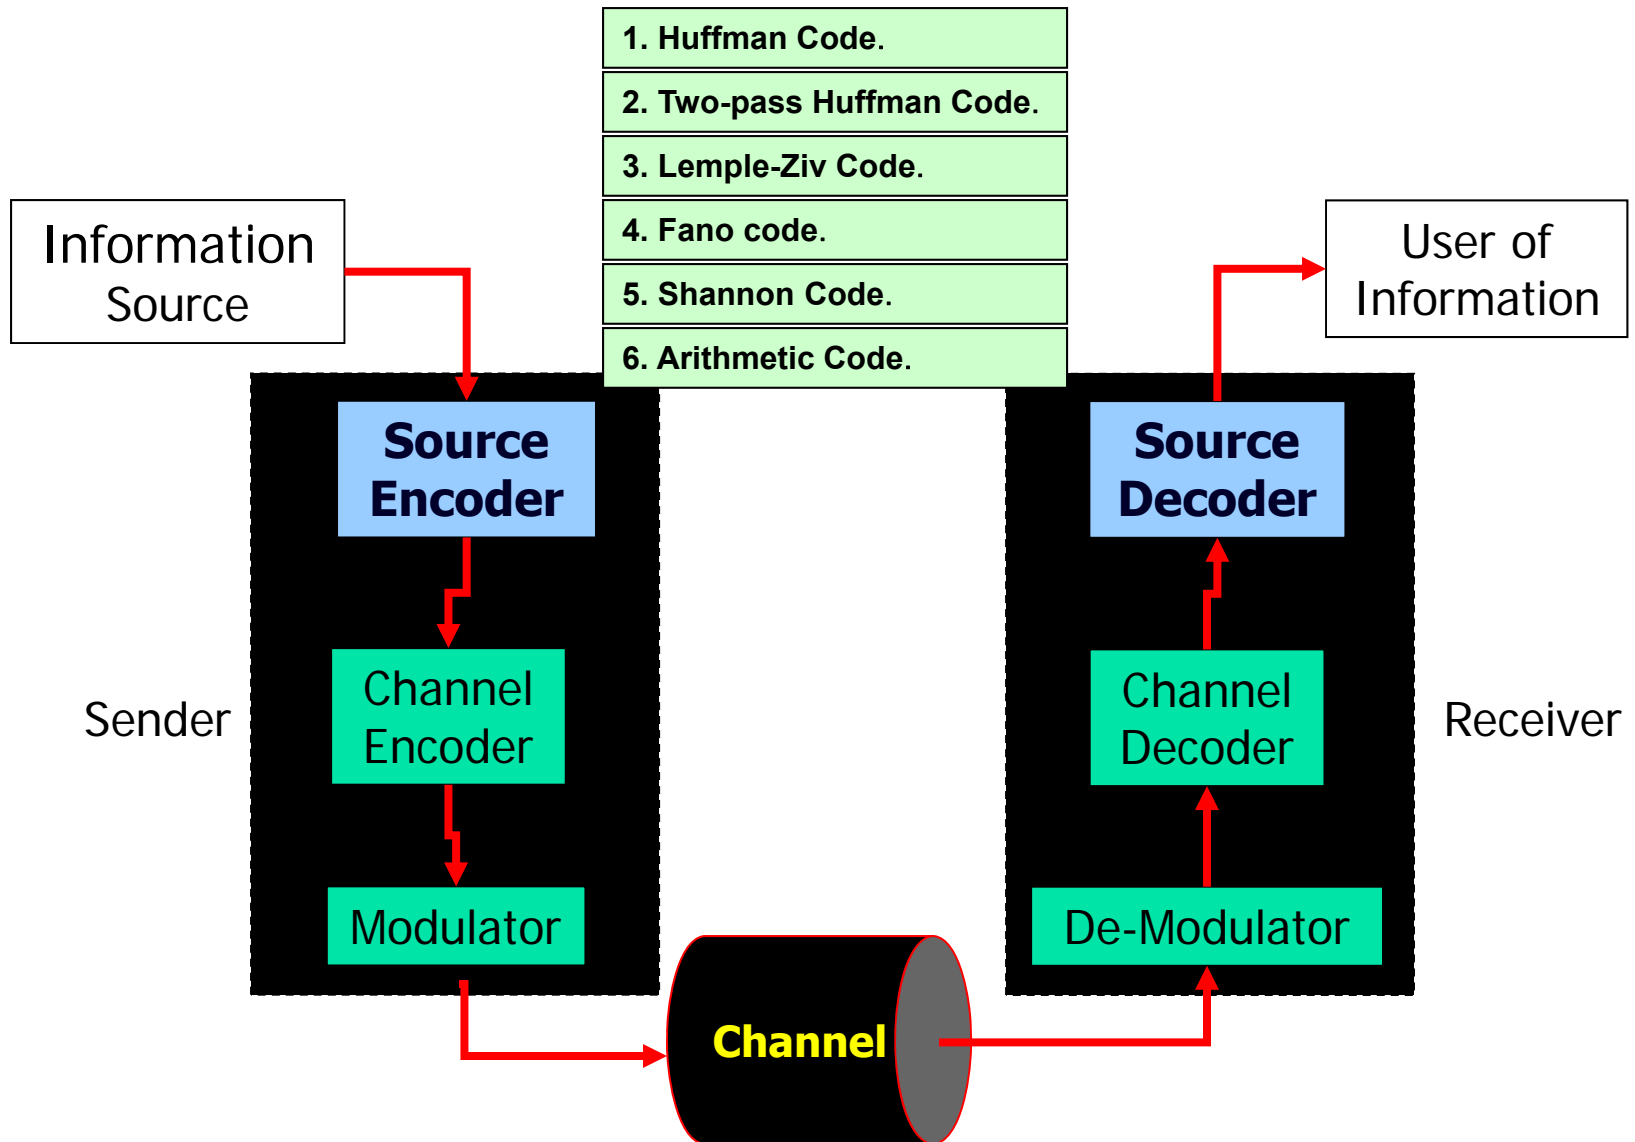 1. Huffman Code.
2. Two-pass Huffman Code.
3. Lemple-Ziv Code.
4. Fano code.
5. Shannon Code.
6. Arithmetic Code.
Information
Source
User of
Information
Source
Encoder
Source
Decoder
Sender
Channel
Encoder
Channel
Decoder
Receiver
Modulator
De-Modulator
Channel